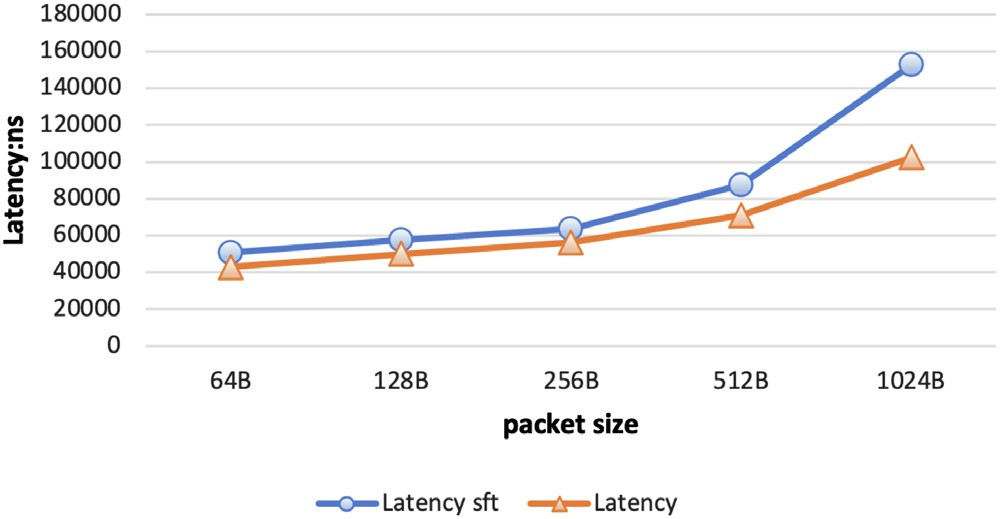 180000
160000
140000
120000
100000
80000
60000
40000
20000
0
Latency:ns
64B 128B 256B 512B 1024B
packet size
Latency sft Latency